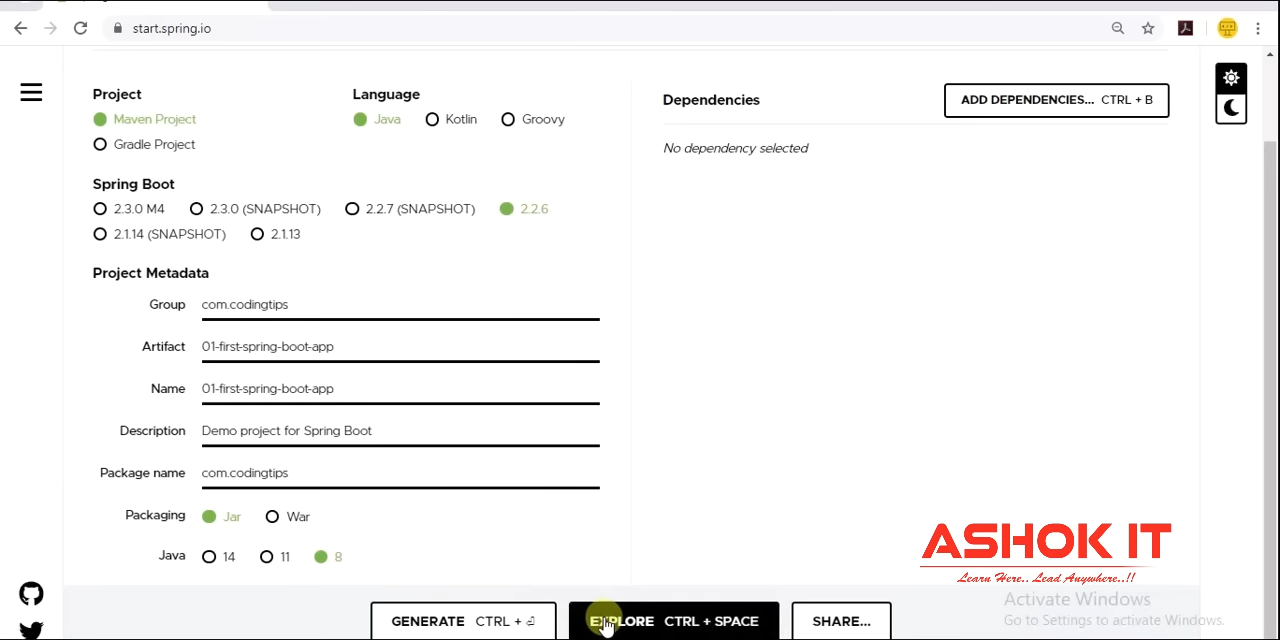 start.spring.io
Project
Language
Dependencies
ADD DEPENDENCIES... CTRL + B
Maven Project
Java Kotlin Groovy
Gradle Project
No dependency selected
Spring Boot
2.3.0 M4 2.3.0 (SNAPSHOT) 2.2.7 (SNAPSHOT) 2.2.6
2.1.14 (SNAPSHOT) 2.1.13
Project Metadata
Group com.codingtips
Artifact 01-first-spring-boot-app
Name 01-first-spring-boot-app
Description Demo project for Spring Boot
Package name com.codingtips
Packaging Jar War
Java 14 11 8
ASHOK IT
Learn Here.. Lead Anywhere..!!
Activate Windows
Go to Settings to activate Windows.
GENERATE CTRL + ⏎
EXPLORE CTRL + SPACE
SHARE...